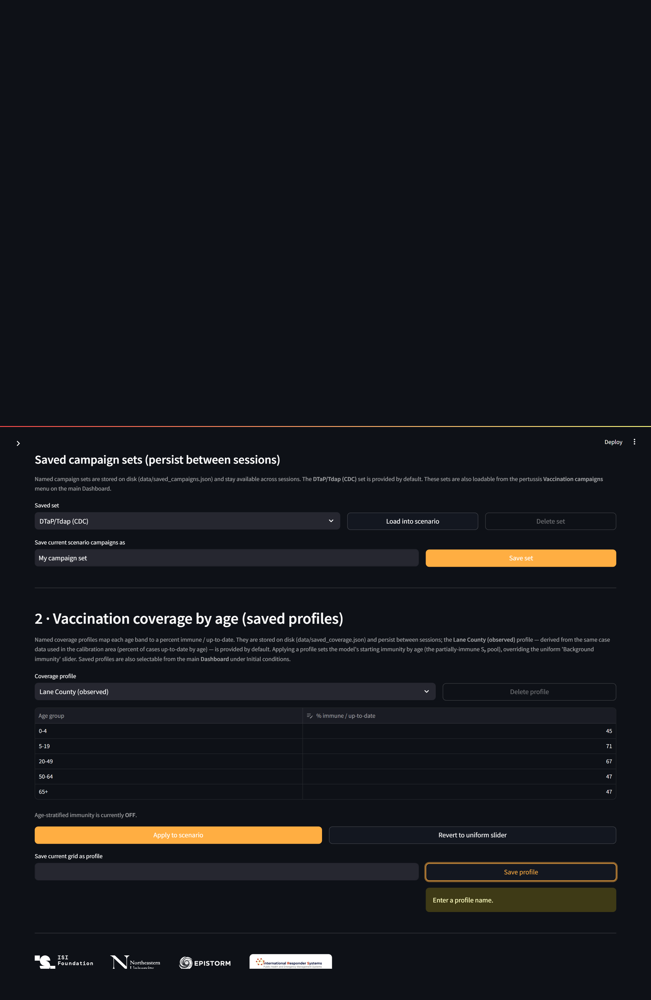 Deploy
Saved campaign sets (persist between sessions)
Named campaign sets are stored on disk (data/saved_campaigns.json) and stay available across sessions. The DTaP/Tdap (CDC) set is provided by default. These sets are also loadable from the pertussis Vaccination campaigns
menu on the main Dashboard.
Saved set
DTaP/Tdap (CDC)
Load into scenario
Delete set
Save current scenario campaigns as
My campaign set
Save set
2 · Vaccination coverage by age (saved profiles)
Named coverage profiles map each age band to a percent immune / up-to-date. They are stored on disk (data/saved_coverage.json) and persist between sessions; the Lane County (observed) profile — derived from the same case
data used in the calibration area (percent of cases up-to-date by age) — is provided by default. Applying a profile sets the model's starting immunity by age (the partially-immune Sₚ pool), overriding the uniform 'Background
immunity' slider. Saved profiles are also selectable from the main Dashboard under Initial conditions.
Coverage profile
Lane County (observed)
Delete profile
Age group % immune / up-to-date
0-4 45
5-19 71
20-49 67
50-64 47
65+ 47
Age-stratified immunity is currently OFF.
Apply to scenario
Revert to uniform slider
Save current grid as profile
Save profile
Enter a profile name.
ISI
Foundation
N Northeastern
University
EPISTORM
International Responder Systems
Public Health and Emergency Management Systems